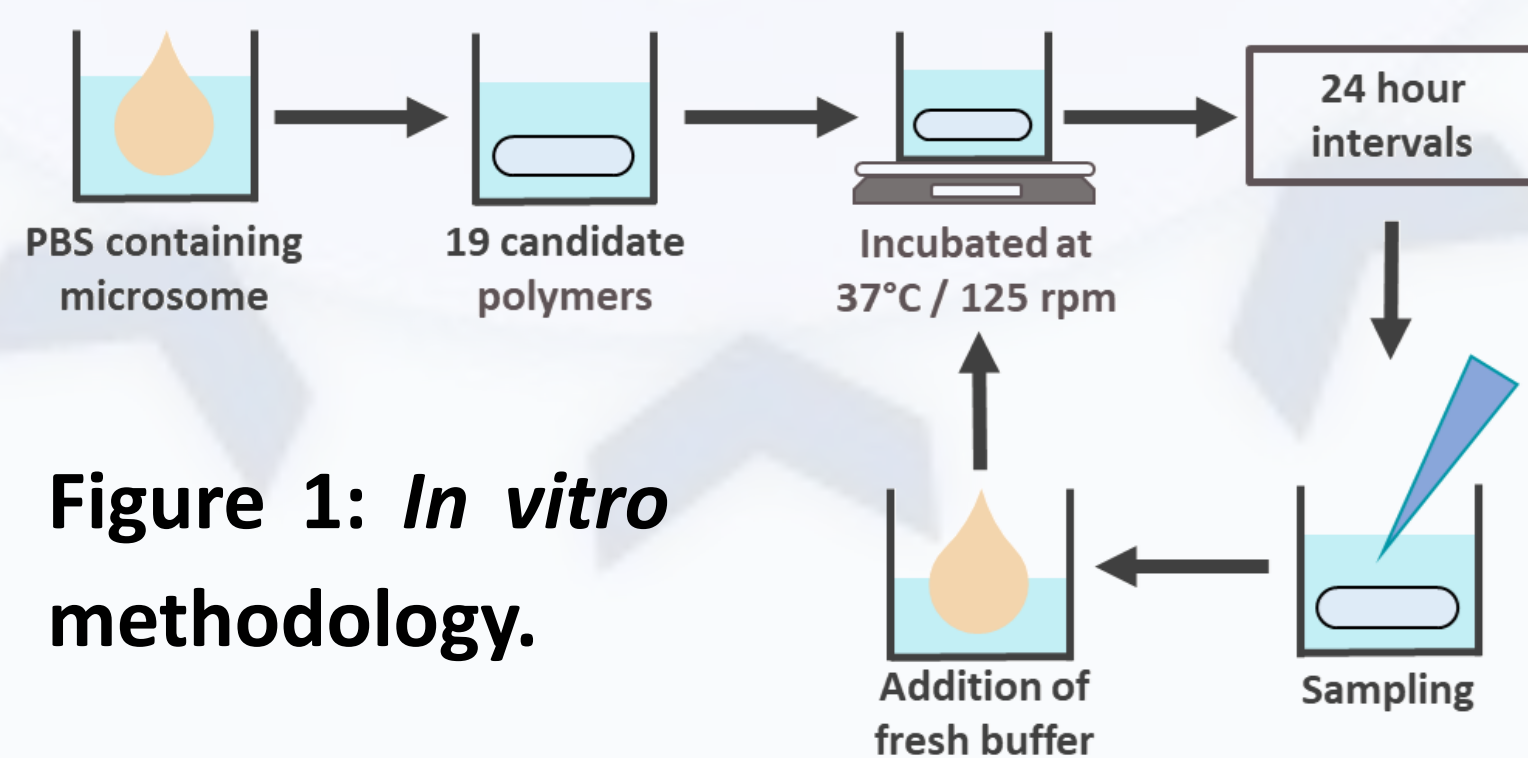 PBS containing
microsome
19 candidate
polymers
Incubated at
37°C / 125 rpm
24 hour
intervals
Sampling
Addition of
fresh buffer
Figure 1: In vitro
methodology.